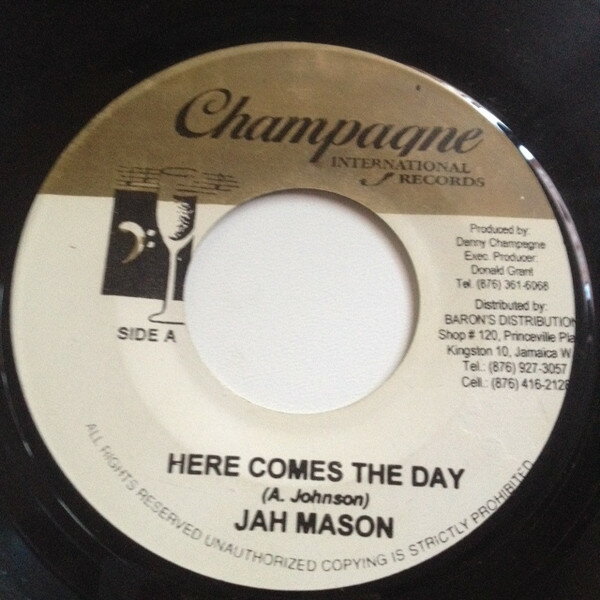 Champagne
INTERNATIONAL
RECORDS
Produced by:
Danny Champagne
Exec. Producer:
Donald Grant
Tel. (876) 361-6068
Distributed by:
BARON'S DISTRIBUTION
Shop # 120, Princeville
Kingston 10, Jamaica W
Tel.: (876) 927-3057
Cell.: (876) 416-2128
SIDE A
HERE COMES THE DAY
(A. Johnson)
JAH MASON
ALL RIGHTS RESERVED UNAUTHORIZED COPYING IS STRICTLY PROHIBITED